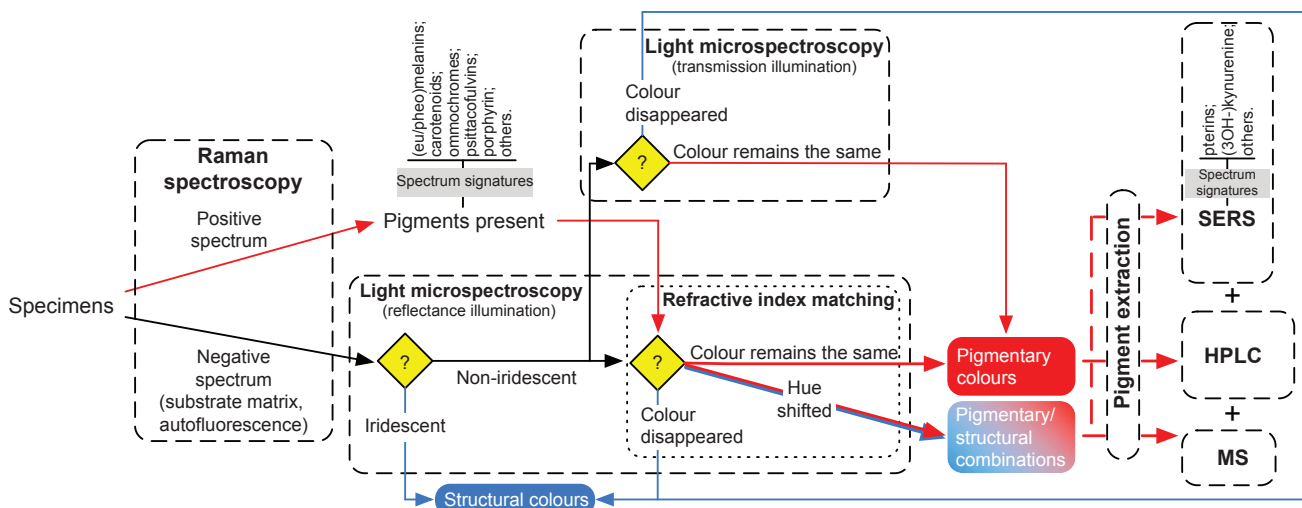 Specimens
Raman
spectroscopy
Positive
spectrum
Negative
spectrum
(substrate matrix,
autofluorescence)
(eu/pheo)melanins;
carotenoids;
ommochromes;
psittacofulvins;
porphyrin;
others.
Spectrum signatures
Pigments present
Light microspectroscopy
(reflectance illumination)
?
Iridescent
Non-iridescent
Structural colours
Light microspectroscopy
(transmission illumination)
Colour
disappeared
?
Colour remains the same
Refractive index matching
?
Colour remains the same
Hue
shifted
Colour
disappeared
Pigmentary
colours
Pigmentary/
structural
combinations
Pigment extraction
pterins;
(3OH-)kynurenine;
others.
Spectrum
signatures
SERS
+
HPLC
+
MS